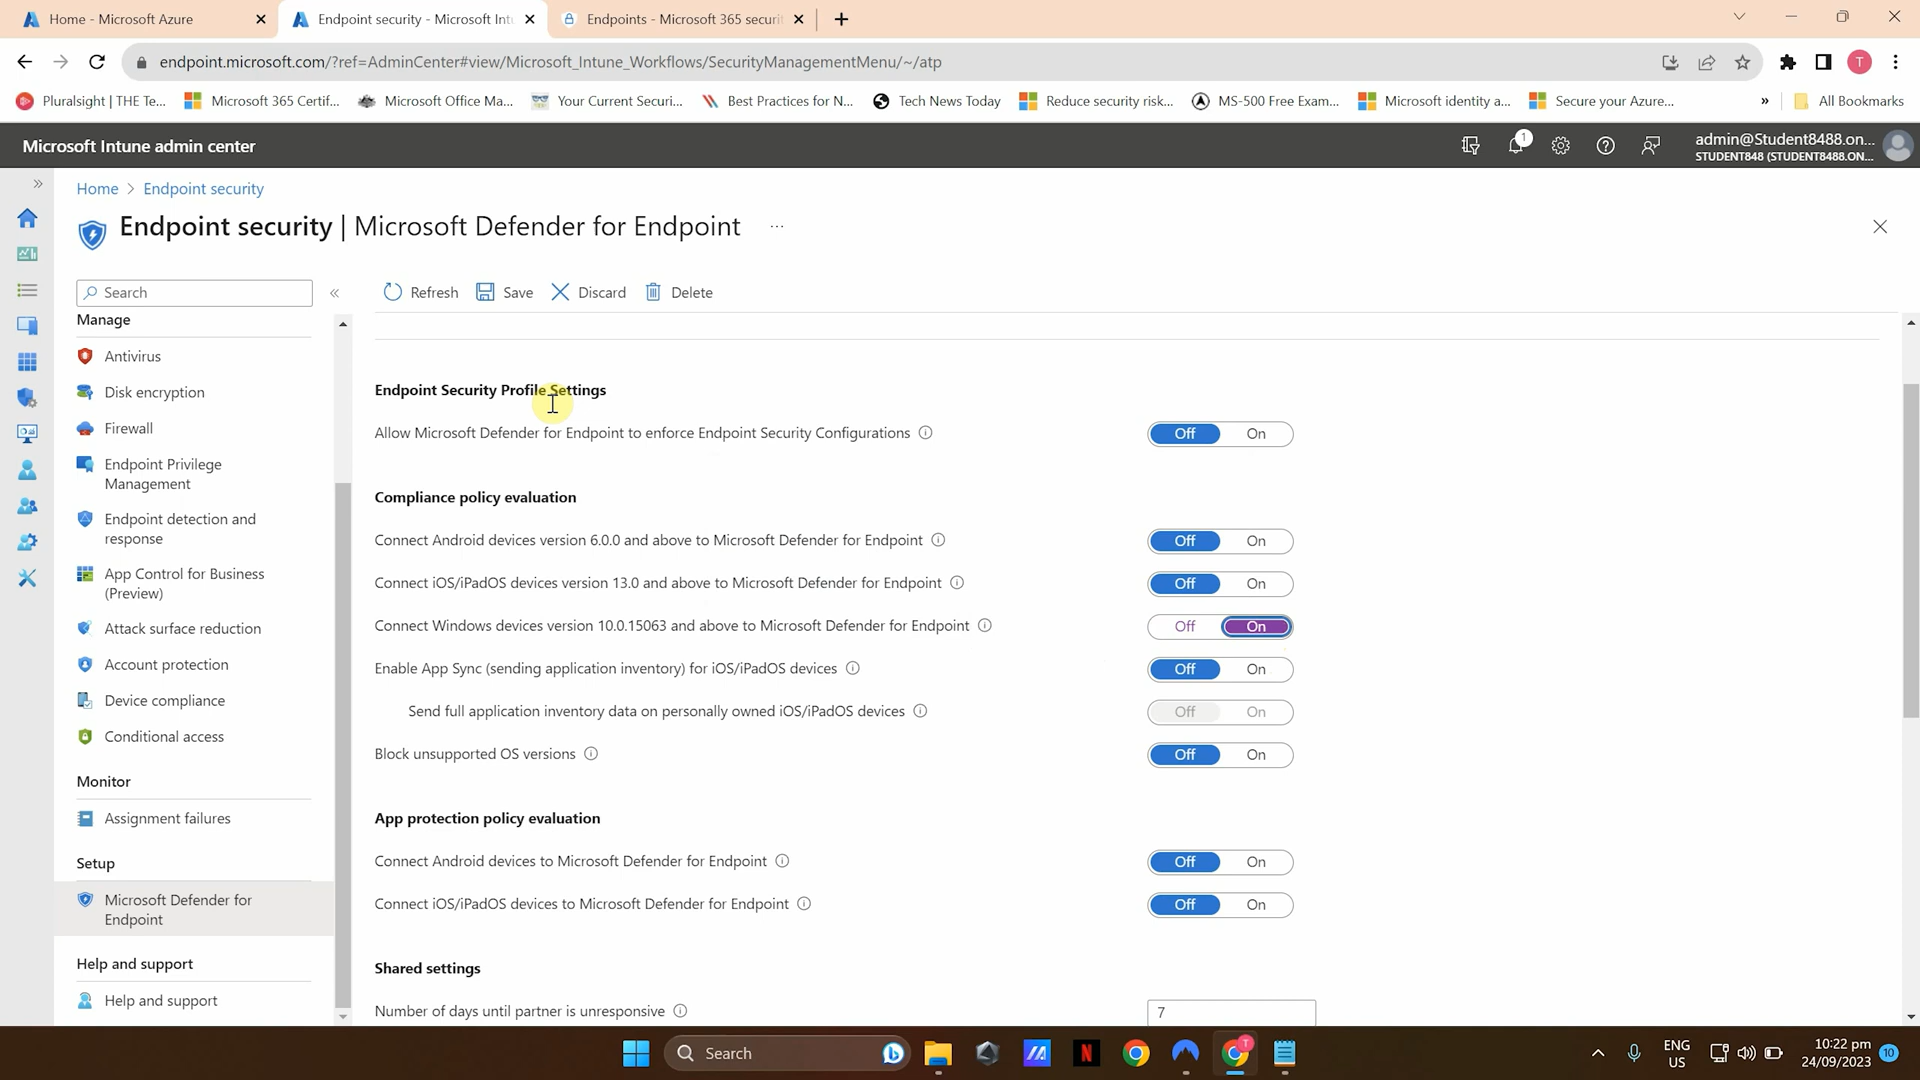 Home - Microsoft Azure
Endpoint security - Microsoft Int
Endpoints - Microsoft 365 securi
endpoint.microsoft.com/?ref=AdminCenter#view/Microsoft_Intune_Workflows/SecurityManagementMenu/~/atp
Pluralsight | THE Te...
Microsoft 365 Certif...
Microsoft Office Ma...
Your Current Securi...
Best Practices for N...
Tech News Today
Reduce security risk...
MS-500 Free Exam...
Microsoft identity a...
Secure your Azure...
»
All Bookmarks
T
Microsoft Intune admin center
1
admin@Student8488.on...
STUDENT848 (STUDENT8488.ON...
Home > Endpoint security
Endpoint security | Microsoft Defender for Endpoint ...
Search
Refresh
Save
Discard
Delete
Manage
Antivirus
Disk encryption
Firewall
Endpoint Privilege
Management
Endpoint detection and
response
App Control for Business
(Preview)
Attack surface reduction
Account protection
Device compliance
Conditional access
Monitor
Assignment failures
Setup
Microsoft Defender for
Endpoint
Help and support
Help and support
Endpoint Security Profile Settings
Allow Microsoft Defender for Endpoint to enforce Endpoint Security Configurations Off On
Compliance policy evaluation
Connect Android devices version 6.0.0 and above to Microsoft Defender for Endpoint Off On
Connect iOS/iPadOS devices version 13.0 and above to Microsoft Defender for Endpoint Off On
Connect Windows devices version 10.0.15063 and above to Microsoft Defender for Endpoint Off On
Enable App Sync (sending application inventory) for iOS/iPadOS devices Off On
Send full application inventory data on personally owned iOS/iPadOS devices Off On
Block unsupported OS versions Off On
App protection policy evaluation
Connect Android devices to Microsoft Defender for Endpoint Off On
Connect iOS/iPadOS devices to Microsoft Defender for Endpoint Off On
Shared settings
Number of days until partner is unresponsive 7
Search
N
T
ENG
US
10:22 pm
24/09/2023
10